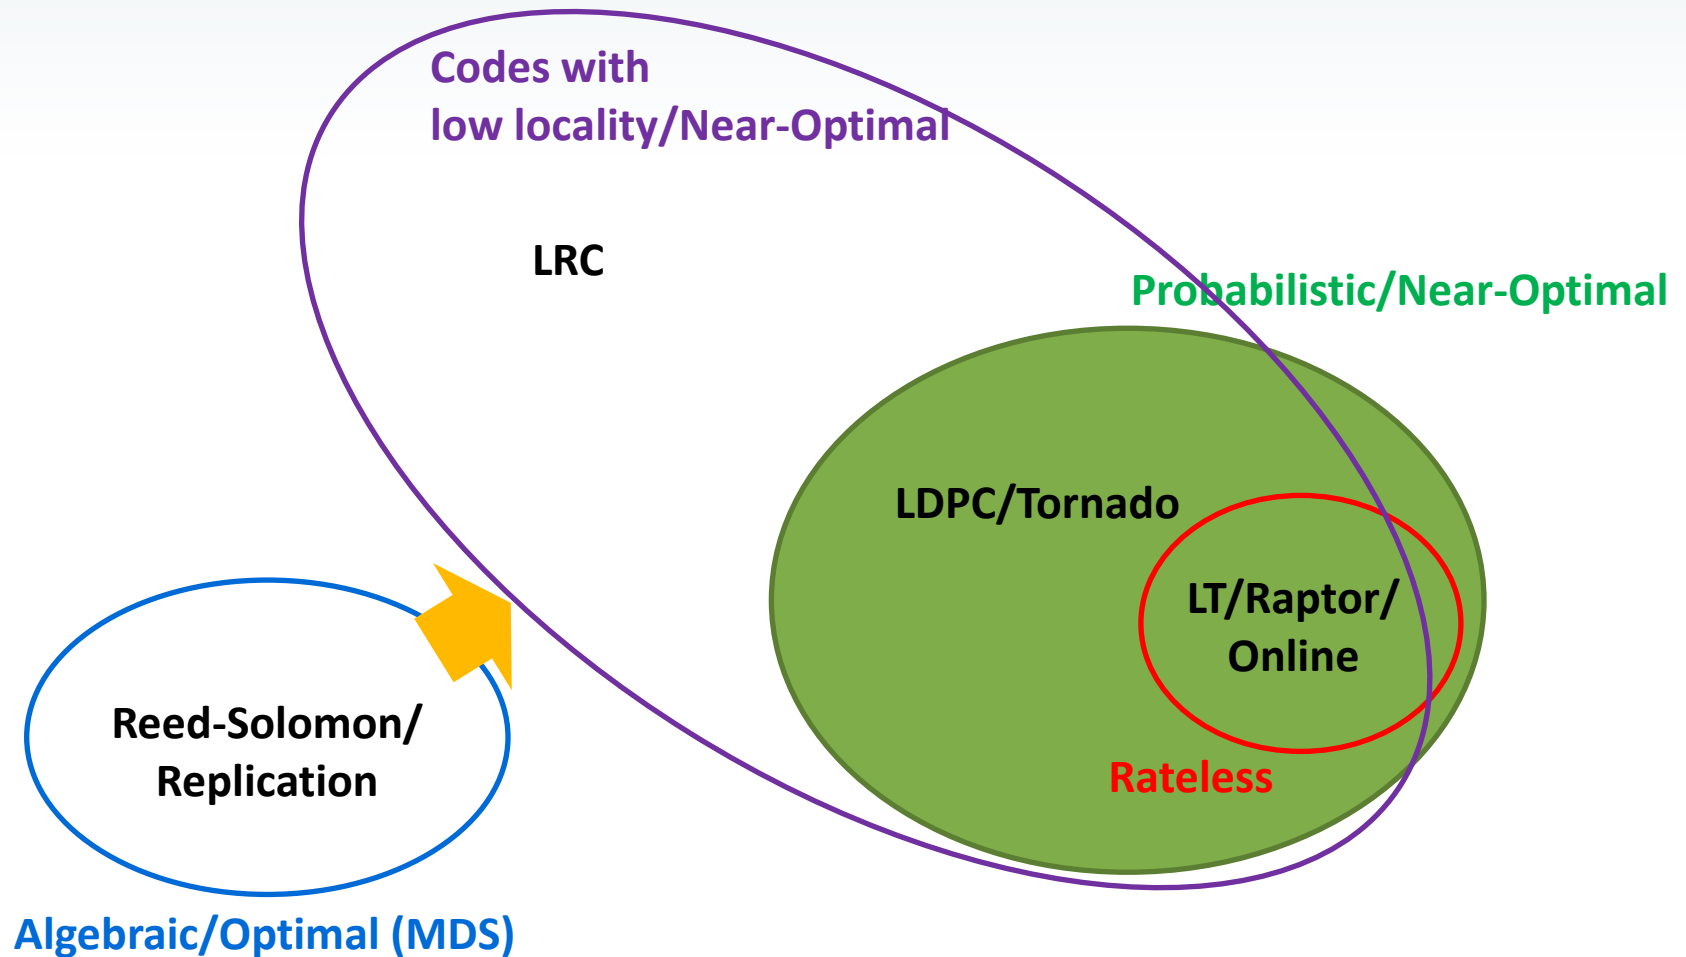 Codes with
low locality/Near-Optimal
LRC
Probabilistic/Near-Optimal
LDPC/Tornado
LT/Raptor/
Online
Rateless
Reed-Solomon/
Replication
Algebraic/Optimal (MDS)